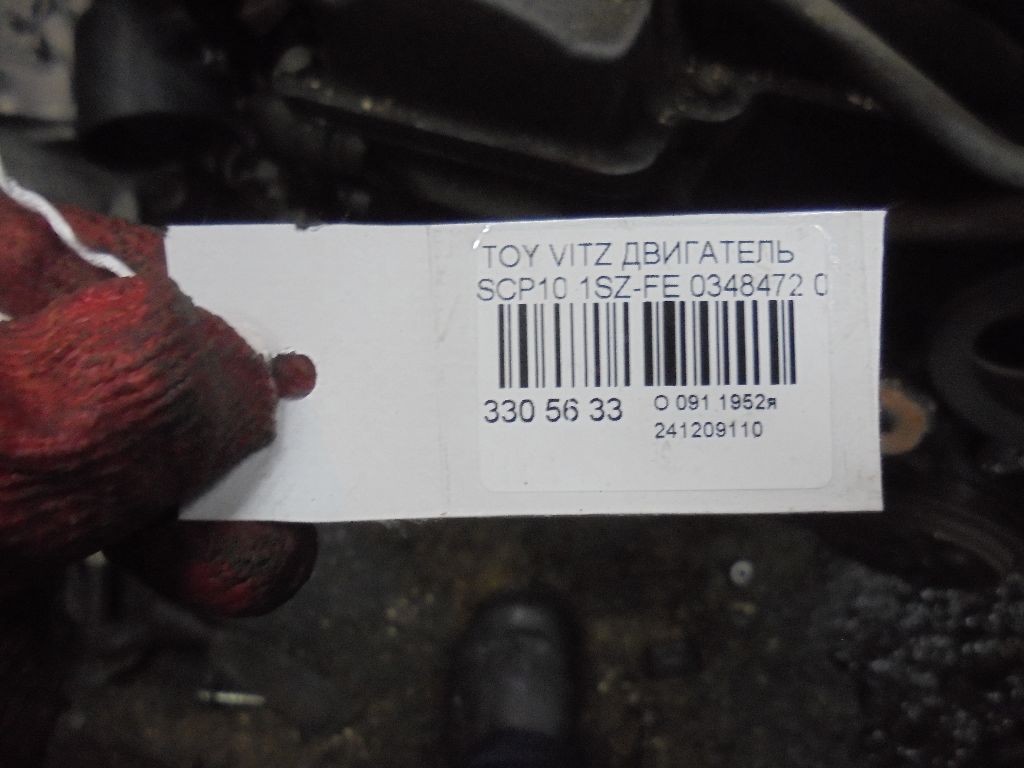 TOY VITZ ДВИГАТЕЛЬ
SCP10 1SZ-FE 0348472 0
330 56 33
О 091 1952я
241209110